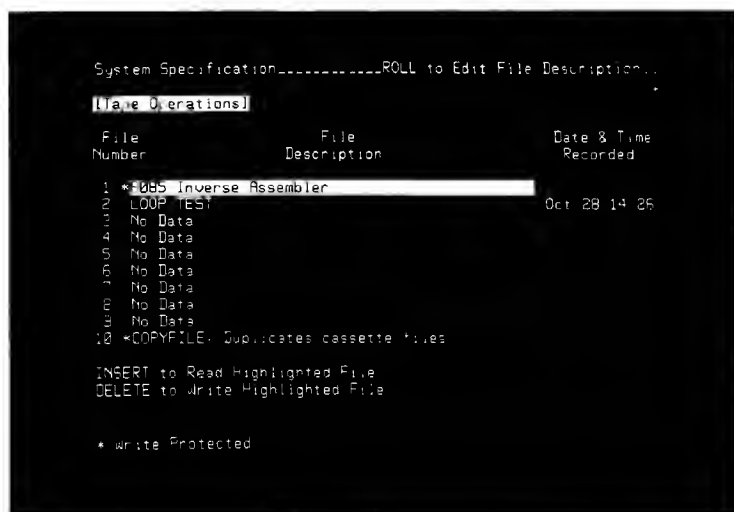 System Specification____________ROLL to Edit File Description..
[Tape Operations]
File File Date & Time
Number Description Recorded
1 *8085 Inverse Assembler
2 LOOP TEST Oct 28 14 26
3 No Data
4 No Data
5 No Data
6 No Data
7 No Data
8 No Data
9 No Data
10 *COPYFILE, Duplicates cassette files
INSERT to Read Highlighted File
DELETE to Write Highlighted File
* Write Protected